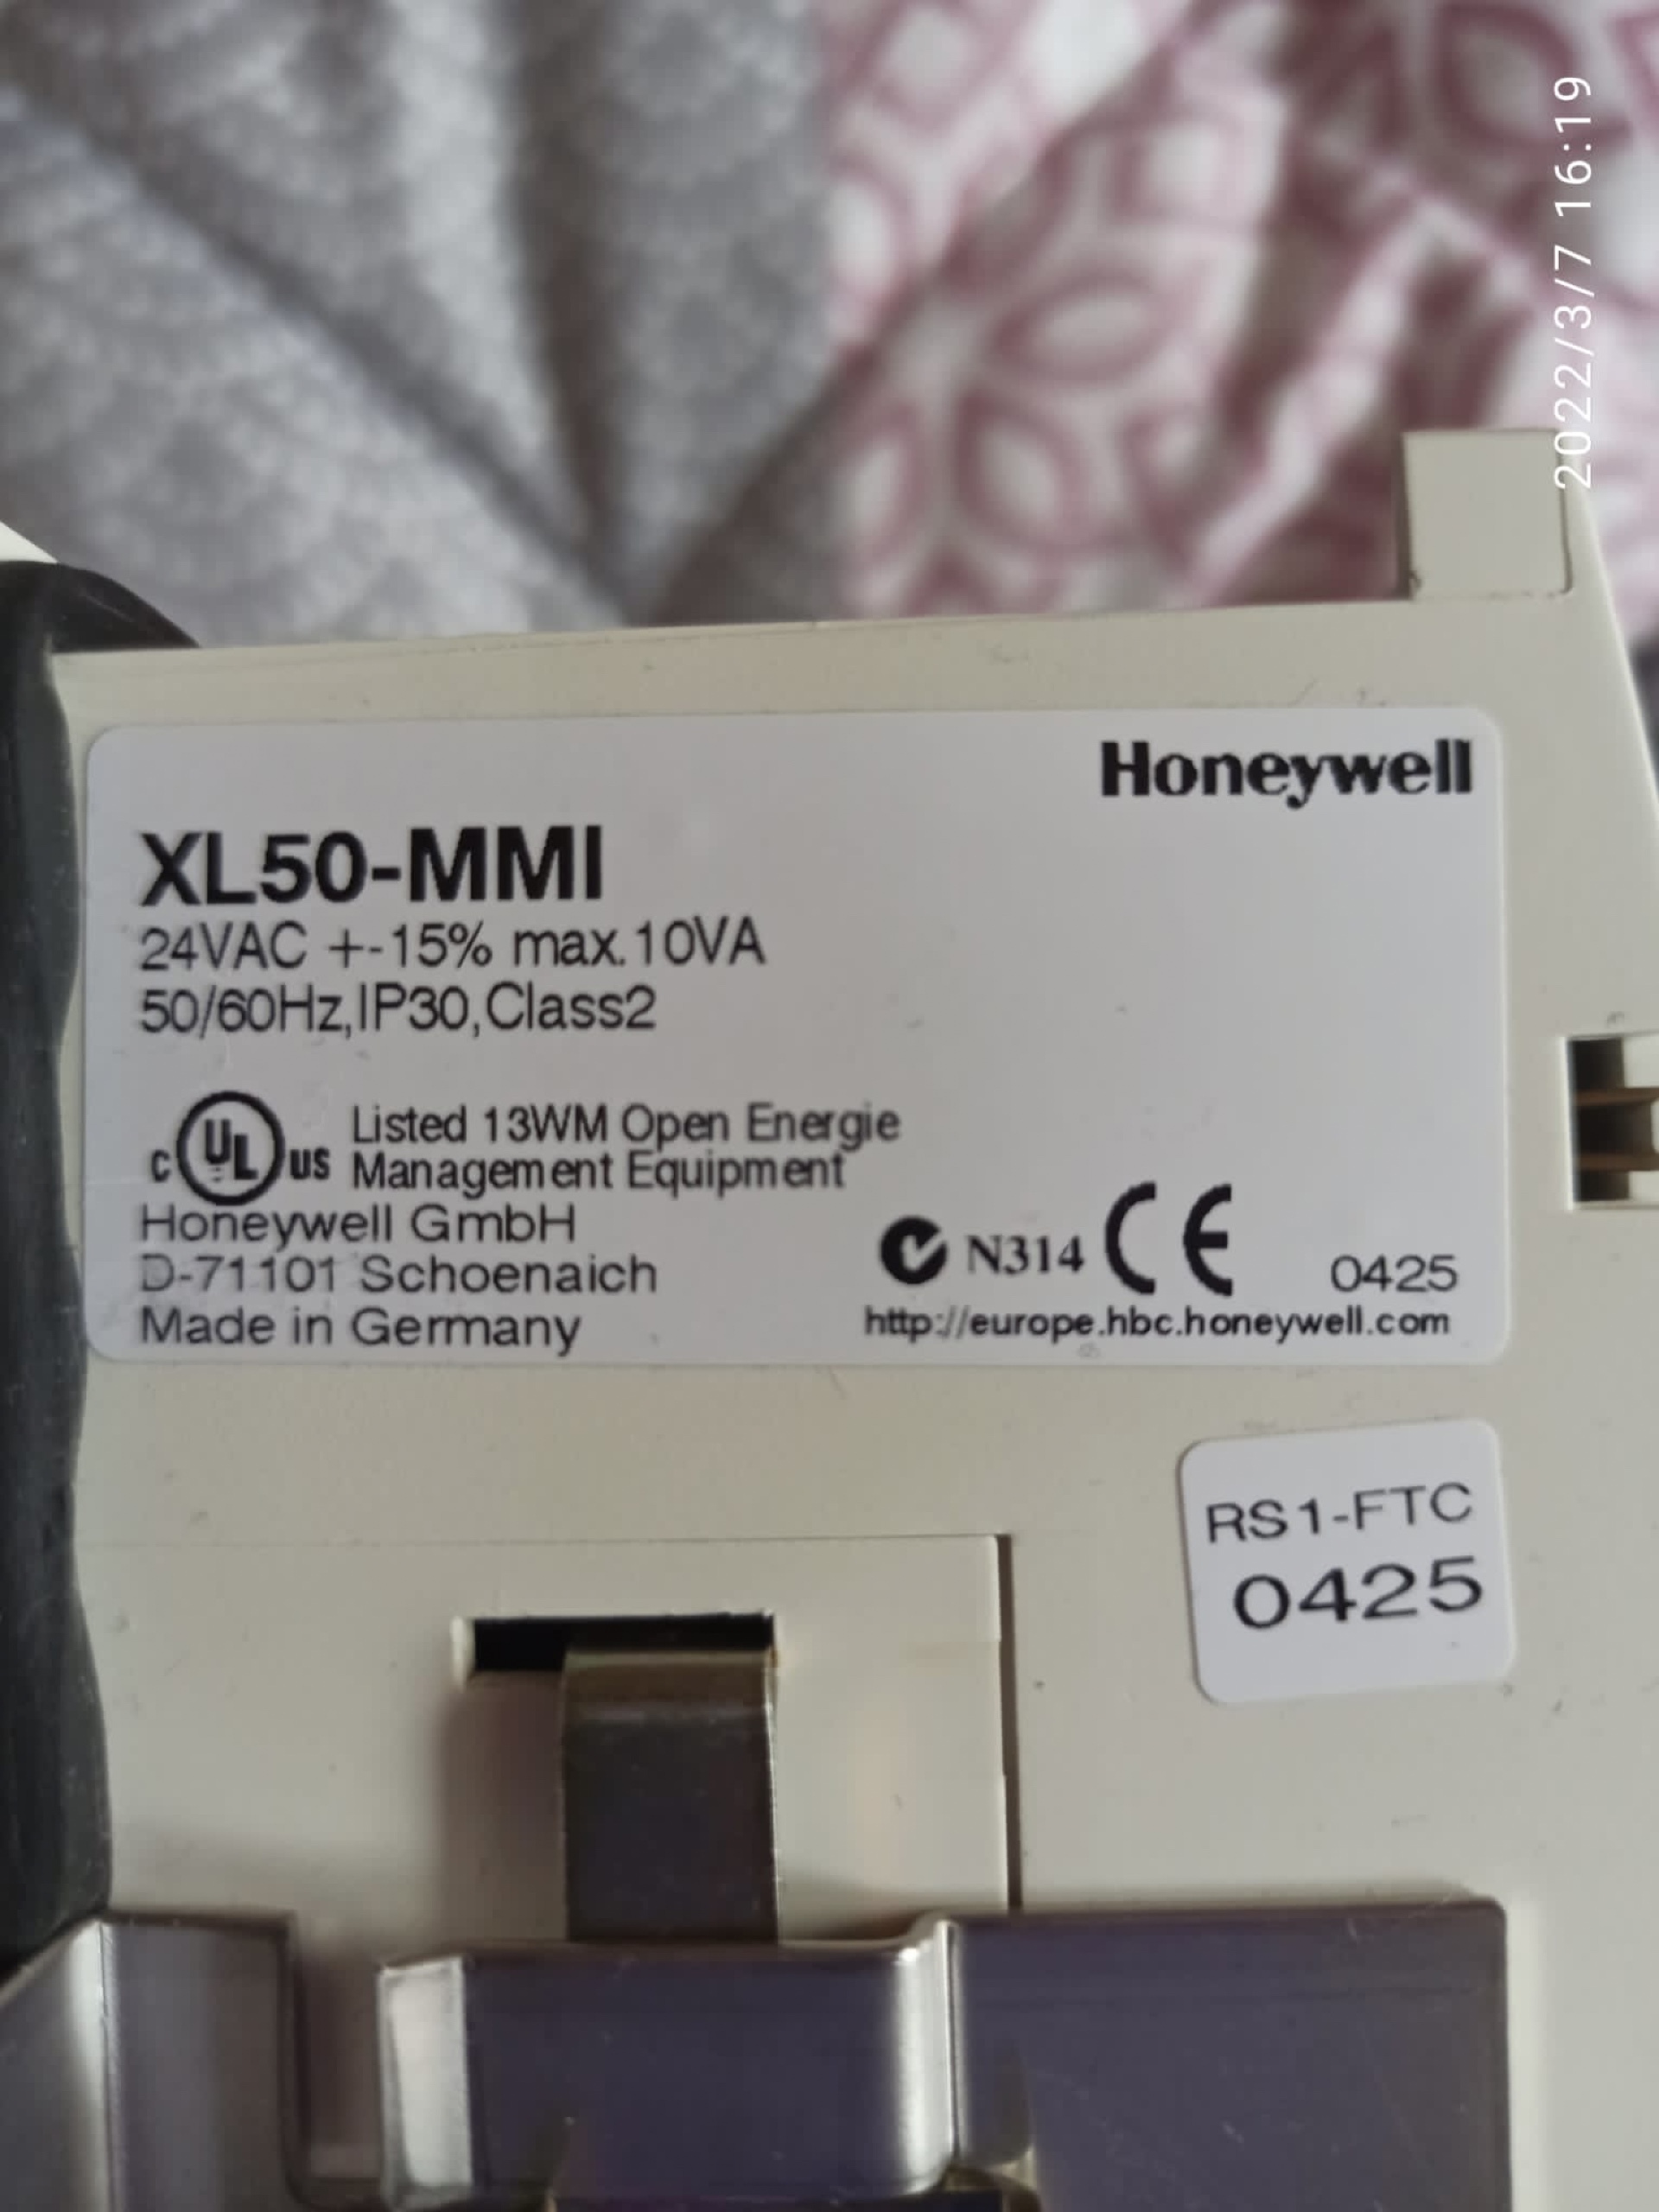 2022/3/7 16:19
Honeywell
XL50-MMI
24VAC +-15% max.10VA
50/60Hz,IP30,Class2
c UL us Listed 13WM Open Energie
Management Equipment
Honeywell GmbH
D-71101 Schoenaich
Made in Germany
N314 CE 0425
http://europe.hbc.honeywell.com
RS1-FTC
0425